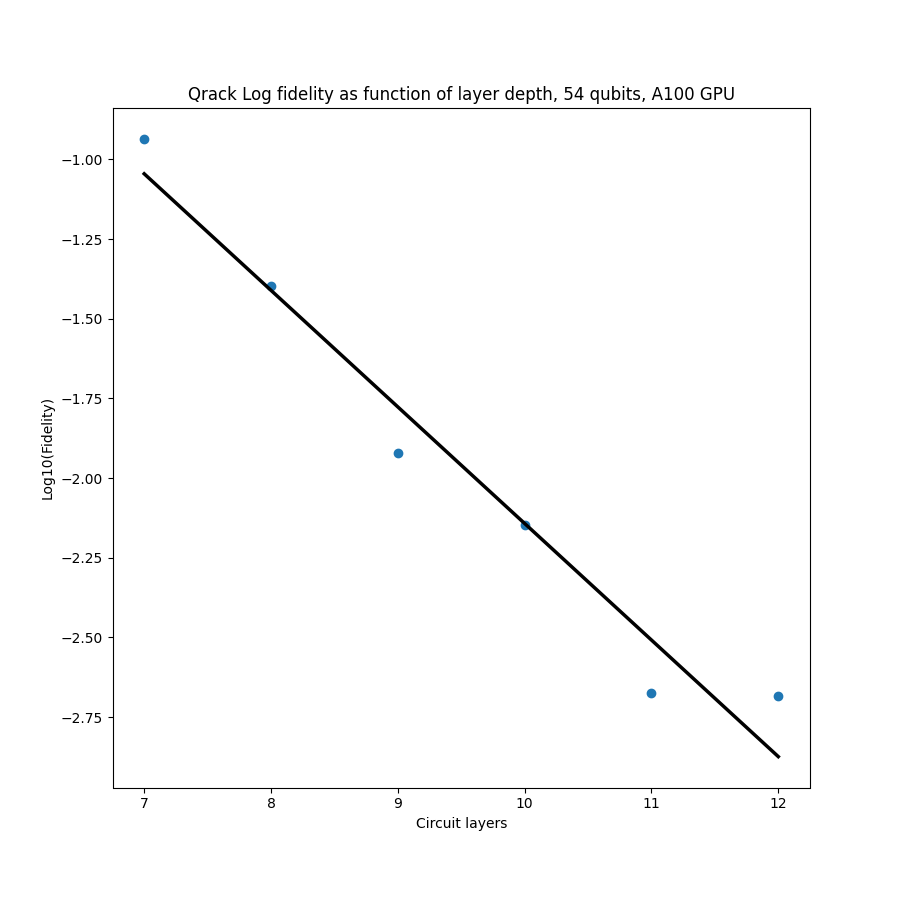 Qrack Log fidelity as function of layer depth, 54 qubits, A100 GPU
−1.00
−1.25
−1.50
−1.75
−2.00
−2.25
−2.50
−2.75
Log10(Fidelity)
7 8 9 10 11 12
Circuit layers